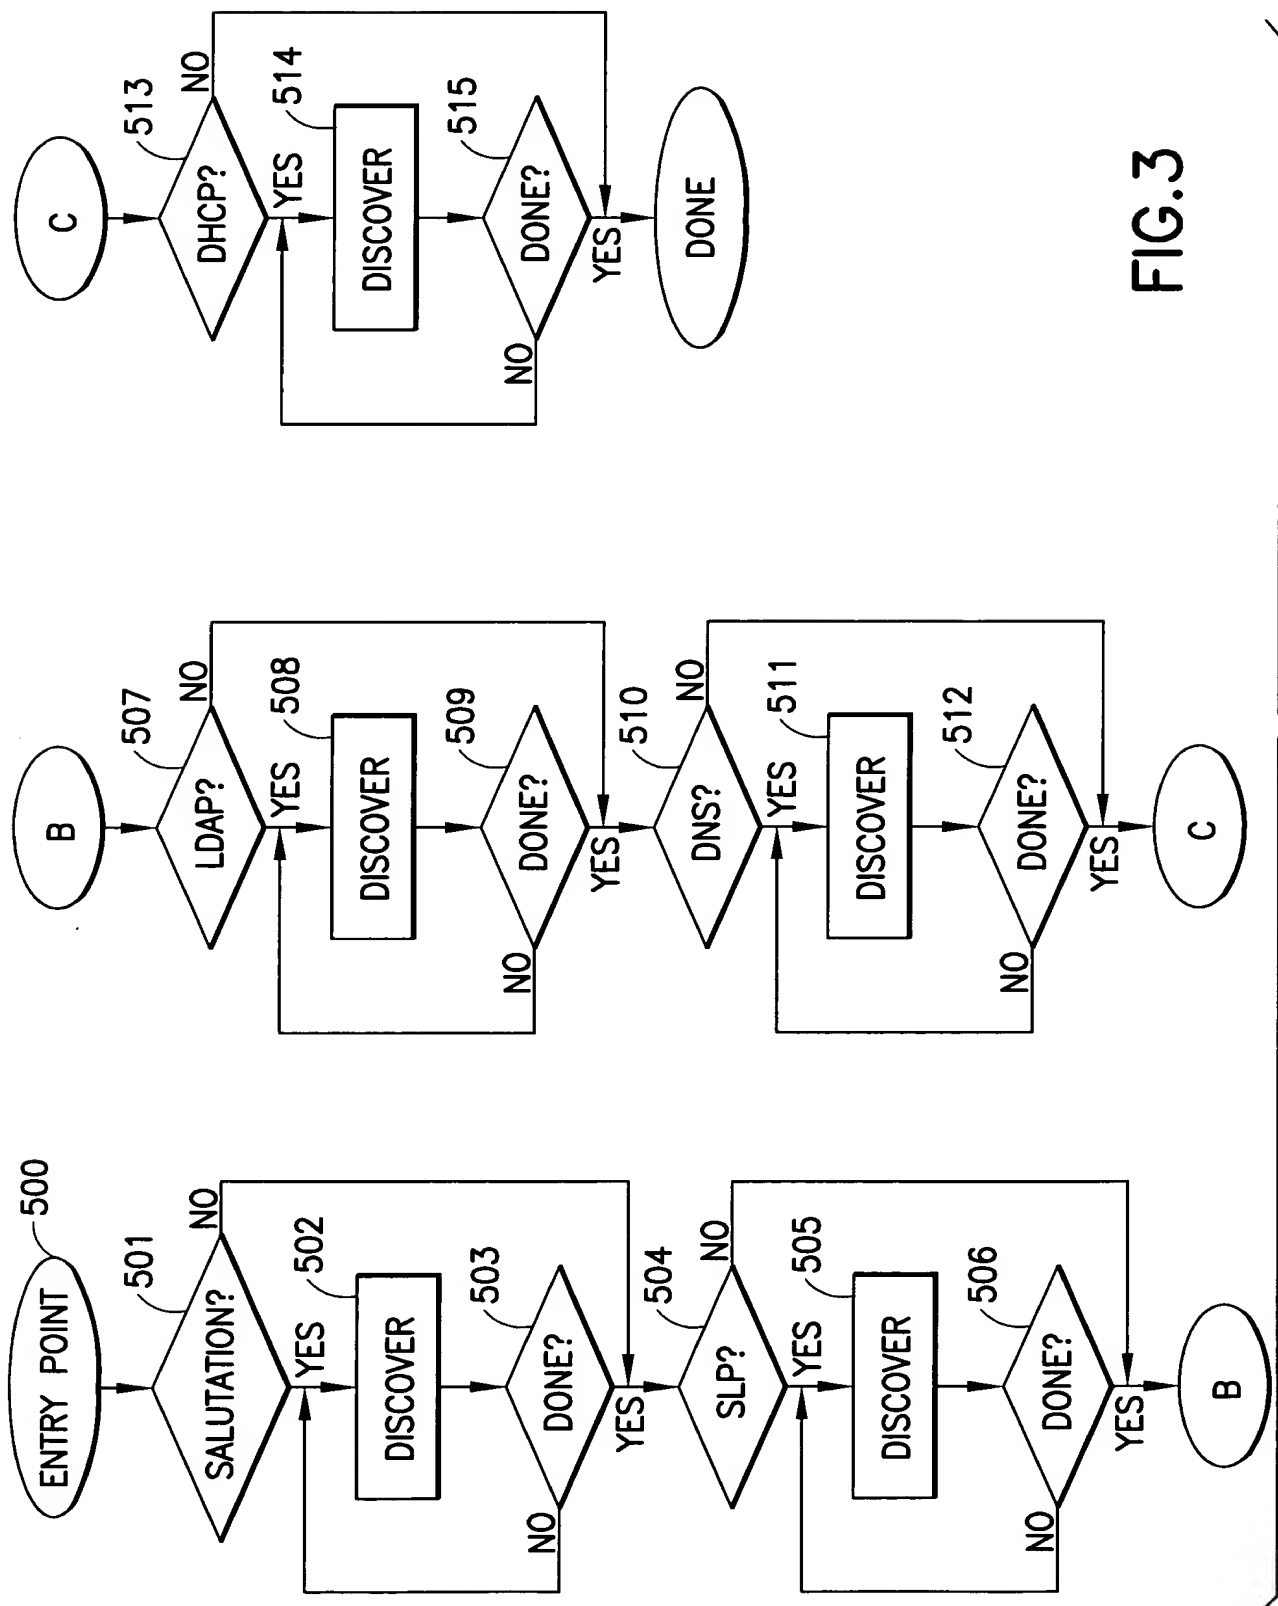 ENTRY POINT
500
SALUTATION?
501
NO
YES
DISCOVER
502
DONE?
503
NO
YES
SLP?
504
NO
YES
DISCOVER
505
DONE?
506
NO
YES
B
B
LDAP?
507
NO
YES
DISCOVER
508
DONE?
509
NO
YES
DNS?
510
NO
YES
DISCOVER
511
DONE?
512
NO
YES
C
C
DHCP?
513
NO
YES
DISCOVER
514
DONE?
515
NO
YES
DONE
FIG.3